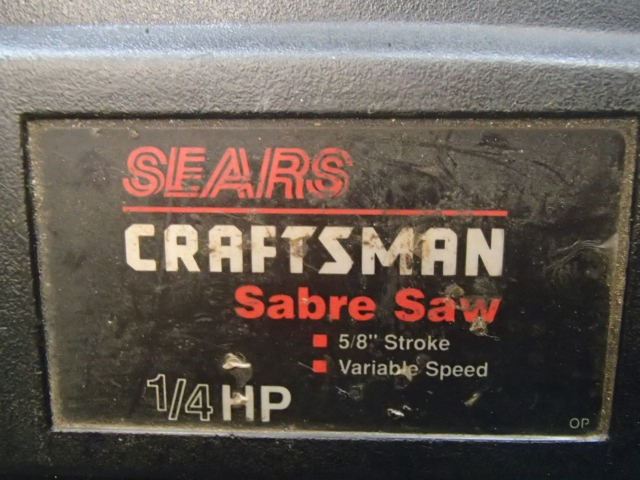 SEARS
CRAFTSMAN
Sabre Saw
5/8" Stroke
Variable Speed
1/4 HP
OP